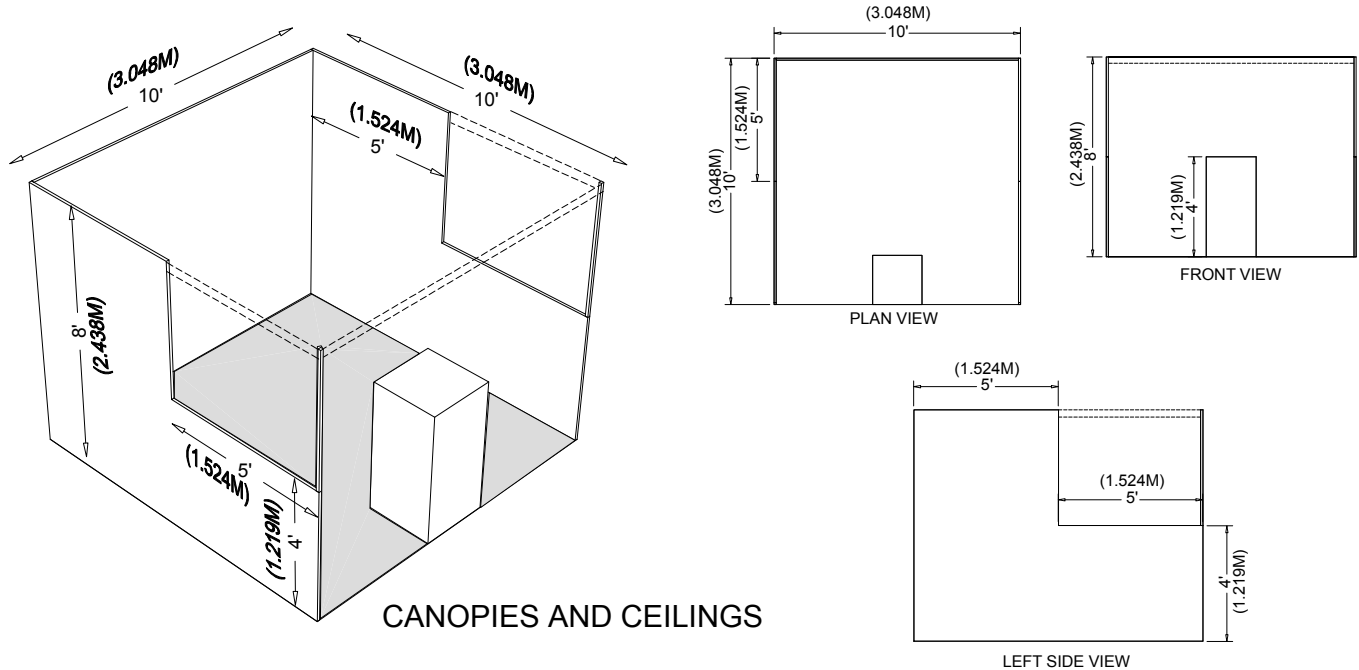 (3.048M)
10'
(3.048M)
10'
(1.524M)
5'
8'
(2.438M)
5'
(1.524M)
4'
(1.219M)
CANOPIES AND CEILINGS
(3.048M)
10'
(1.524M)
5'
(3.048M)
10'
PLAN VIEW
(2.438M)
8'
(1.219M)
4'
FRONT VIEW
(1.524M)
5'
(1.524M)
5'
4'
(1.219M)
LEFT SIDE VIEW